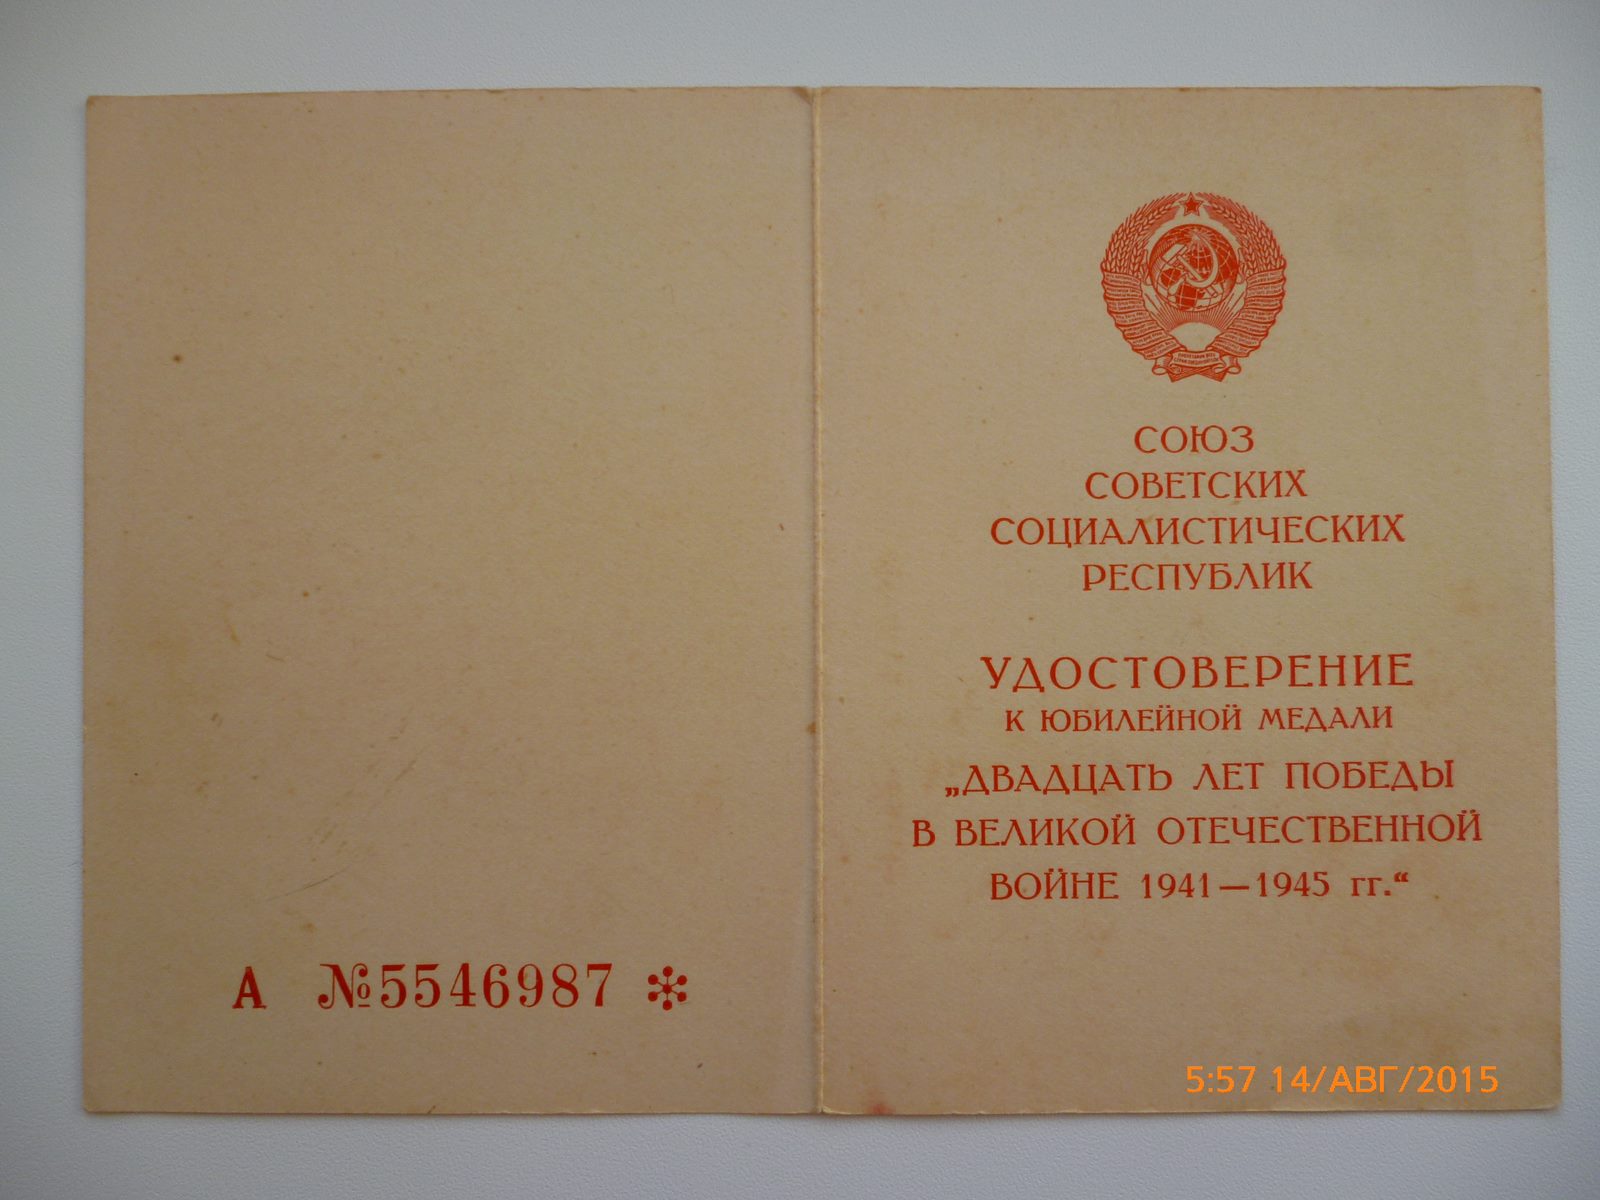 А №5546987
СОЮЗ
СОВЕТСКИХ
СОЦИАЛИСТИЧЕСКИХ
РЕСПУБЛИК
УДОСТОВЕРЕНИЕ
К ЮБИЛЕЙНОЙ МЕДАЛИ
„ДВАДЦАТЬ ЛЕТ ПОБЕДЫ
В ВЕЛИКОЙ ОТЕЧЕСТВЕННОЙ
ВОЙНЕ 1941—1945 гг.“
5:57 14/АВГ/2015